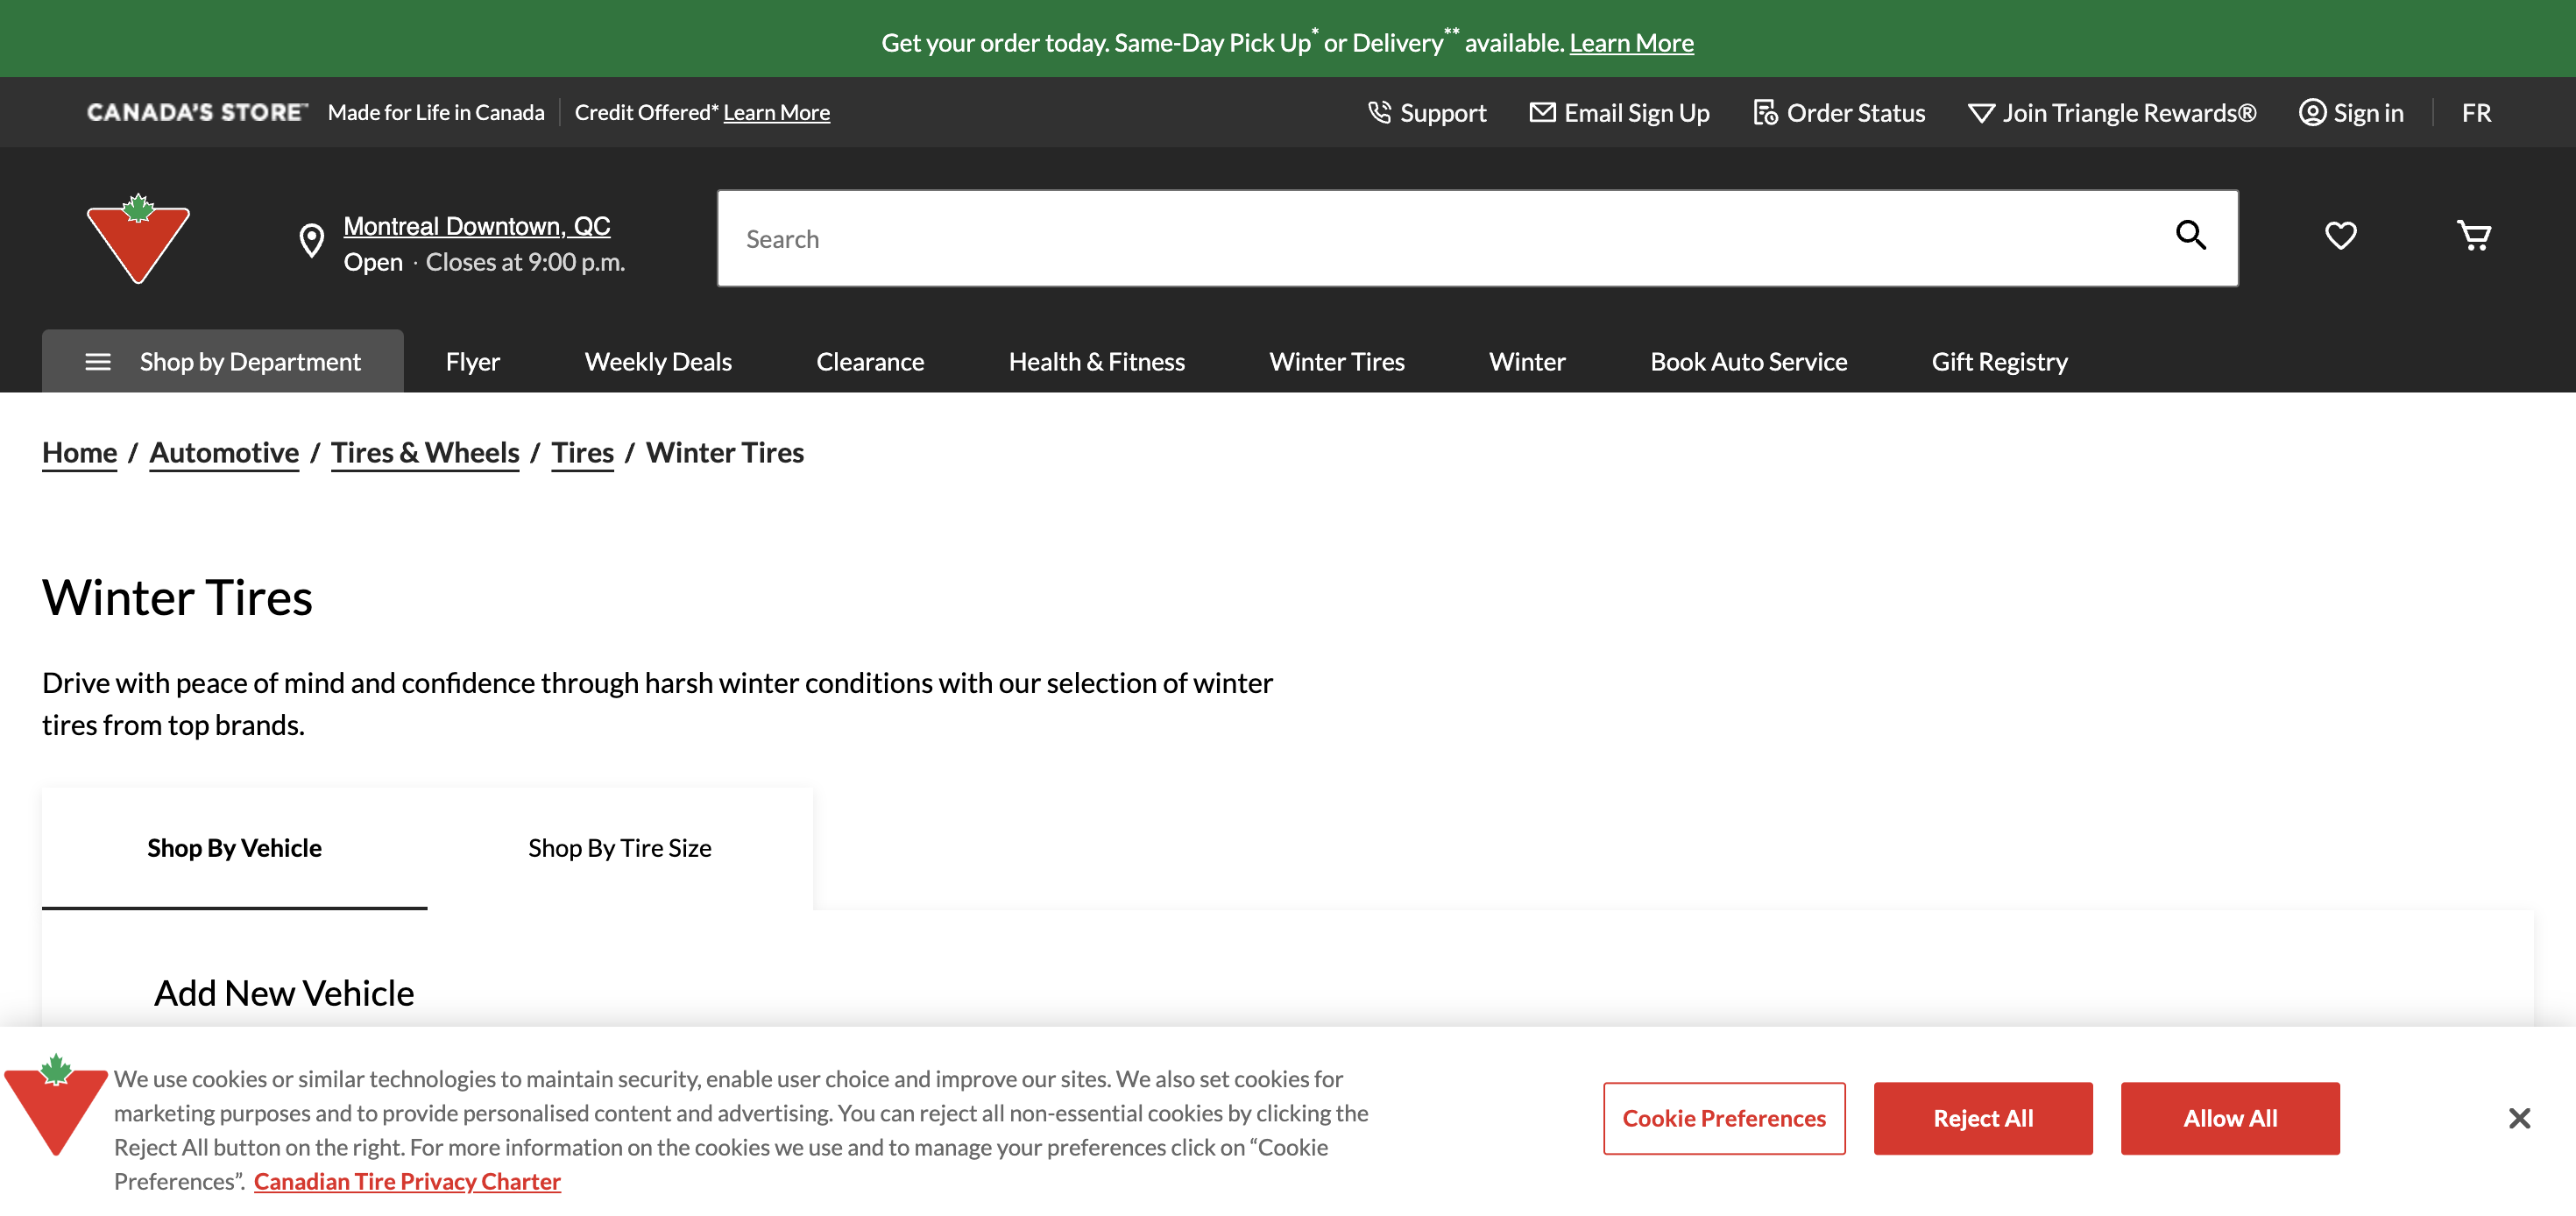 Get your order today. Same-Day Pick Up* or Delivery** available. Learn More
CANADA'S STORE™ Made for Life in Canada Credit Offered* Learn More Support Email Sign Up Order Status Join Triangle Rewards® Sign in FR
Montreal Downtown, QC
Open · Closes at 9:00 p.m.
Search
Shop by Department Flyer Weekly Deals Clearance Health & Fitness Winter Tires Winter Book Auto Service Gift Registry
Home / Automotive / Tires & Wheels / Tires / Winter Tires
Winter Tires
Drive with peace of mind and confidence through harsh winter conditions with our selection of winter
tires from top brands.
Shop By Vehicle Shop By Tire Size
Add New Vehicle
We use cookies or similar technologies to maintain security, enable user choice and improve our sites. We also set cookies for
marketing purposes and to provide personalised content and advertising. You can reject all non-essential cookies by clicking the
Reject All button on the right. For more information on the cookies we use and to manage your preferences click on “Cookie
Preferences”. Canadian Tire Privacy Charter
Cookie Preferences Reject All Allow All